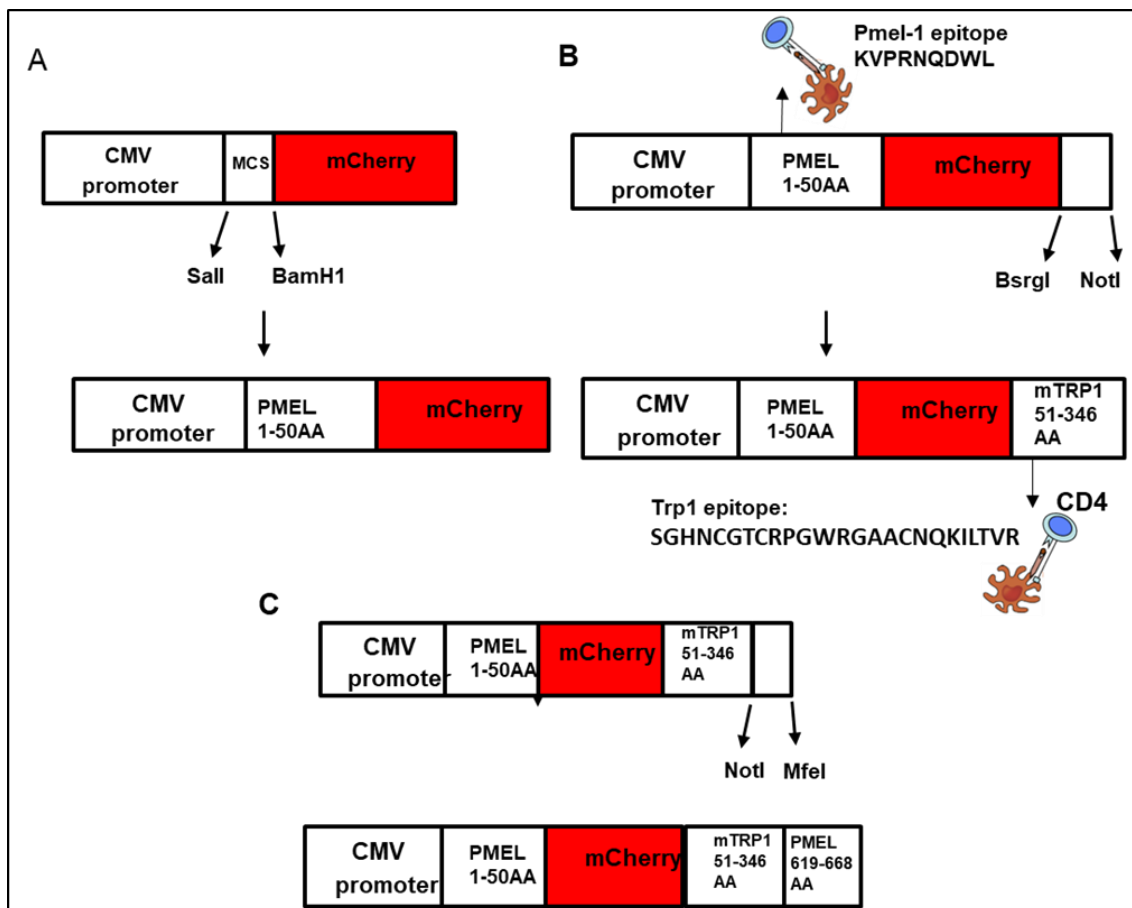 A
CMV
promoter
MCS
mCherry
SalI
BamH1
CMV
promoter
PMEL
1-50AA
mCherry
B
Pmel-1 epitope
KVPRNQDWL
CMV
promoter
PMEL
1-50AA
mCherry
BsrgI
NotI
CMV
promoter
PMEL
1-50AA
mCherry
mTRP1
51-346
AA
Trp1 epitope:
SGHNCGTCRPGWRGAACNQKILTVR
CD4
C
CMV
promoter
PMEL
1-50AA
mCherry
mTRP1
51-346
AA
NotI
MfeI
CMV
promoter
PMEL
1-50AA
mCherry
mTRP1
51-346
AA
PMEL
619-668
AA